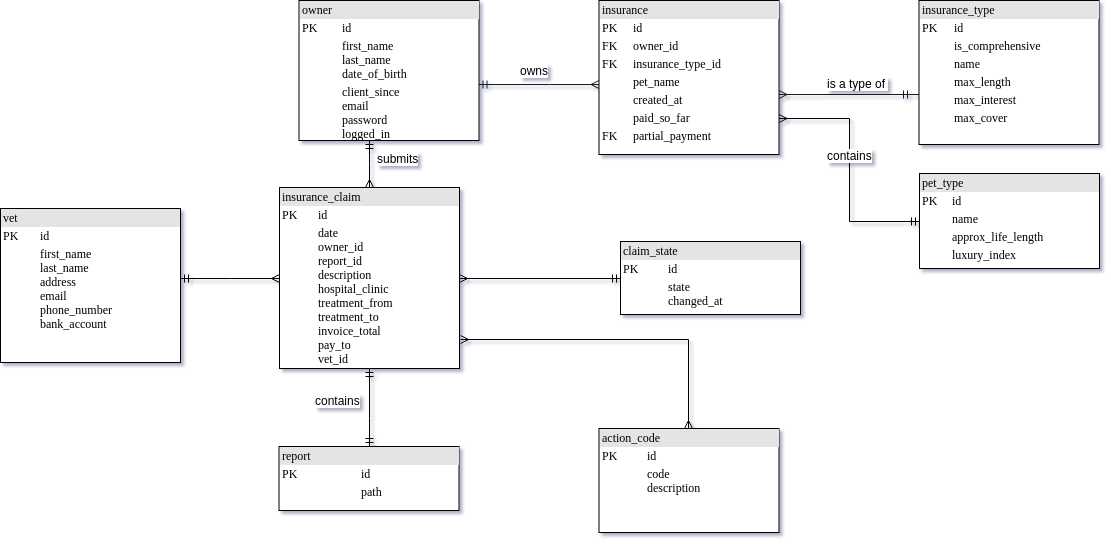 owner
PK id
first_name
last_name
date_of_birth
client_since
email
password
logged_in
owns
insurance
PK id
FK owner_id
FK insurance_type_id
pet_name
created_at
paid_so_far
FK partial_payment
is a type of
insurance_type
PK id
is_comprehensive
name
max_length
max_interest
max_cover
contains
pet_type
PK id
name
approx_life_length
luxury_index
submits
insurance_claim
PK id
date
owner_id
report_id
description
hospital_clinic
treatment_from
treatment_to
invoice_total
pay_to
vet_id
vet
PK id
first_name
last_name
address
email
phone_number
bank_account
claim_state
PK id
state
changed_at
contains
report
PK id
path
action_code
PK id
code
description